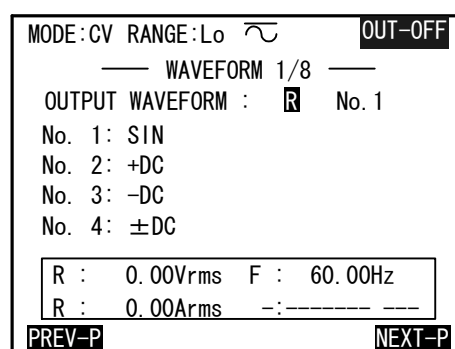 MODE:CV RANGE:Lo OUT-OFF
WAVEFORM 1/8
OUTPUT WAVEFORM : R No.1
No. 1: SIN
No. 2: +DC
No. 3: −DC
No. 4: ±DC
R : 0.00Vrms F : 60.00Hz
R : 0.00Arms −:------- ---
PREV-P NEXT-P